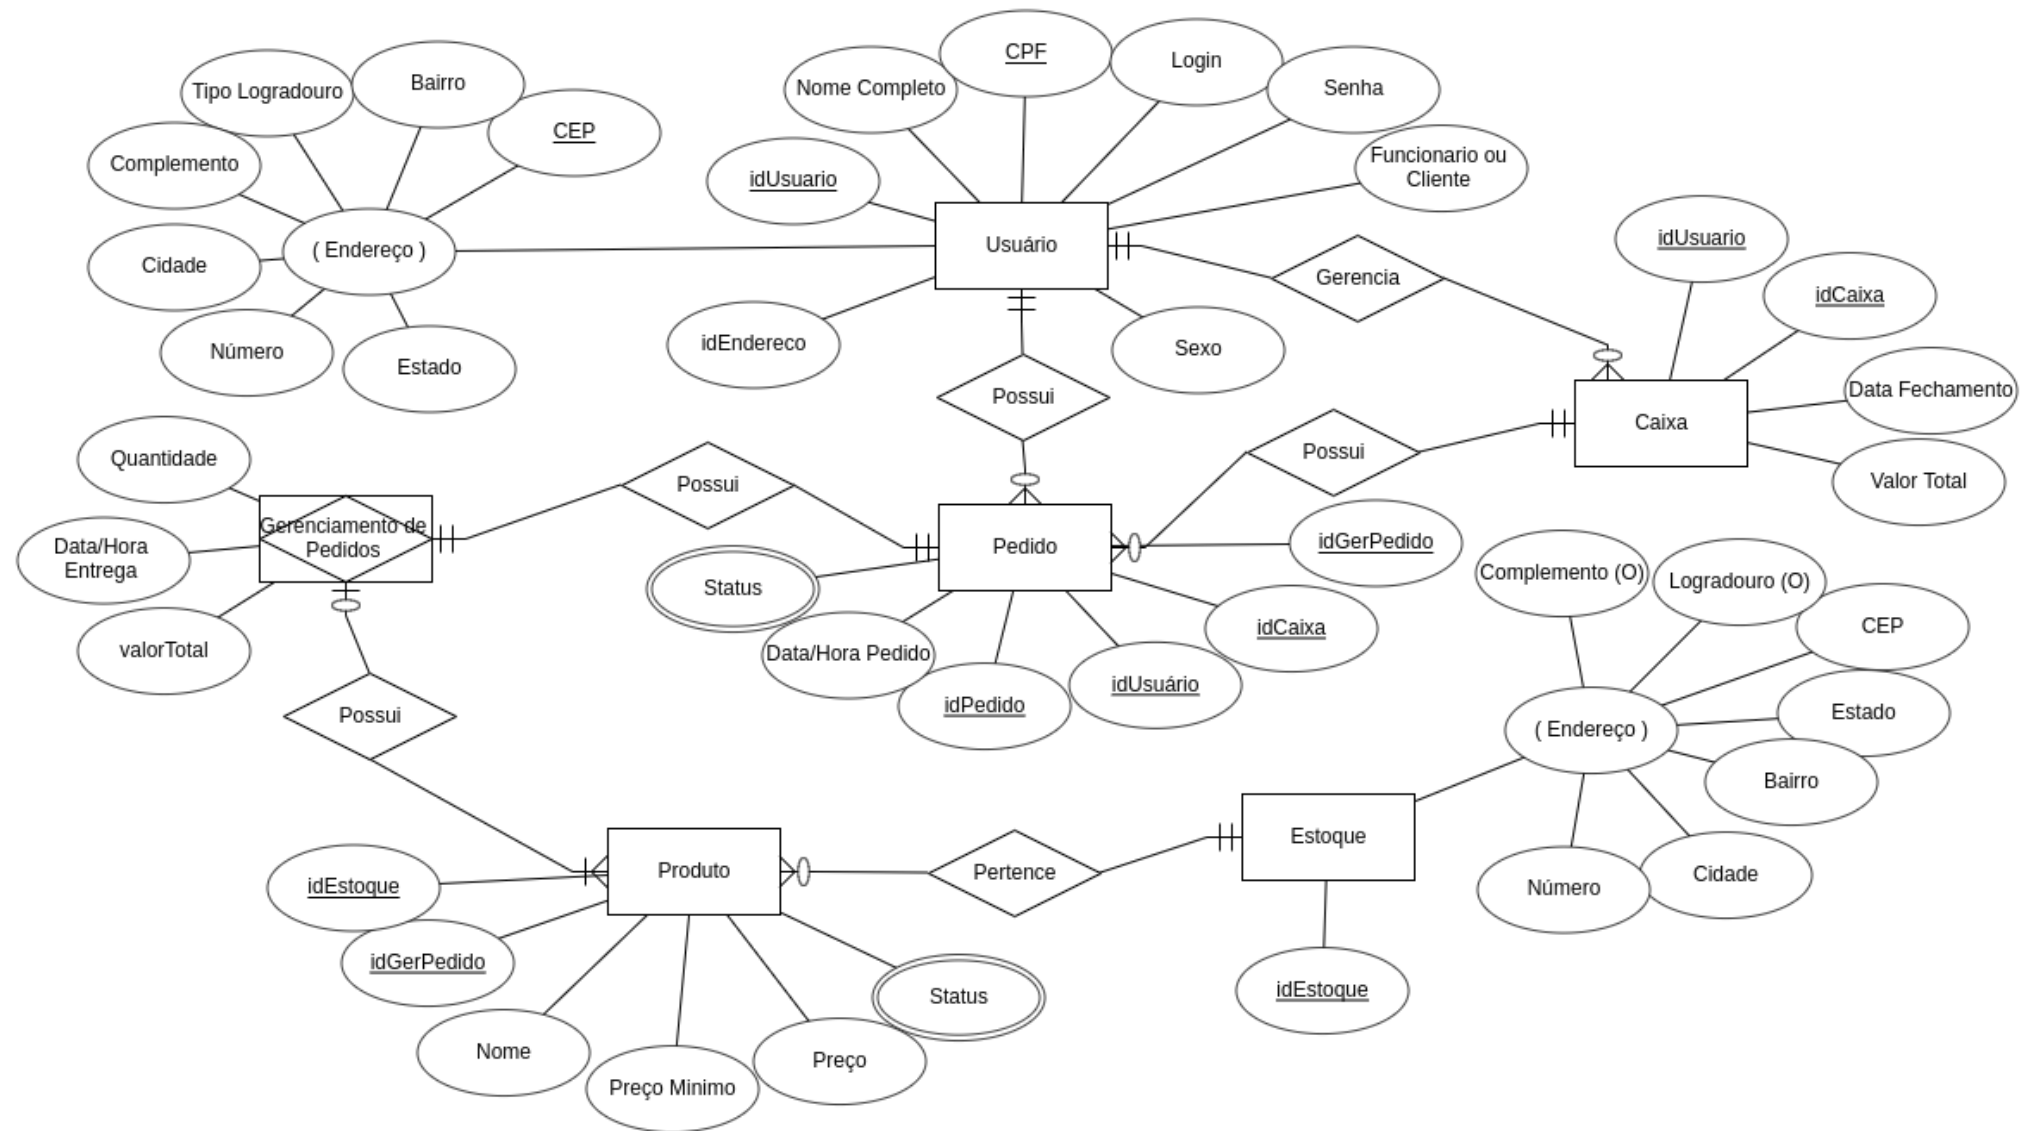 CPF
Login
Bairro
Tipo Logradouro
Nome Completo
Senha
CEP
Complemento
Funcionario ou
Cliente
idUsuario
( Endereço )
Usuário
idUsuario
Cidade
Gerencia
idCaixa
Número
Estado
idEndereco
Sexo
Data Fechamento
Possui
Caixa
Quantidade
Possui
Possui
Valor Total
Gerenciamento de
Pedidos
Pedido
idGerPedido
Data/Hora
Entrega
Status
Complemento (O)
Logradouro (O)
CEP
valorTotal
Data/Hora Pedido
idCaixa
idUsuário
idPedido
Possui
Estado
( Endereço )
Bairro
Estoque
Produto
Pertence
Cidade
idEstoque
Número
idGerPedido
Status
idEstoque
Nome
Preço
Preço Minimo